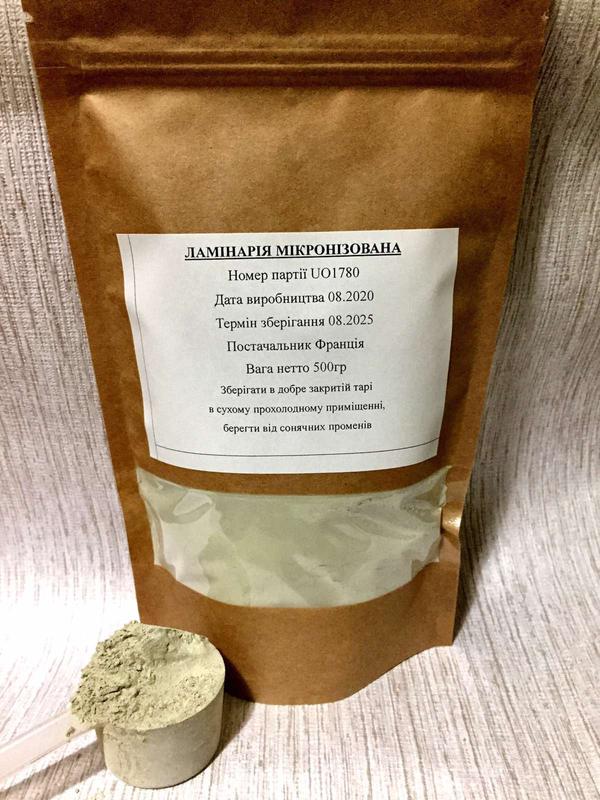 ЛАМІНАРІЯ МІКРОНІЗОВАНА
Номер партії UO1780
Дата виробництва 08.2020
Термін зберігання 08.2025
Постачальник Франція
Вага нетто 500гр
Зберігати в добре закритій тарі
в сухому прохолодному приміщенні,
берегти від сонячних променів